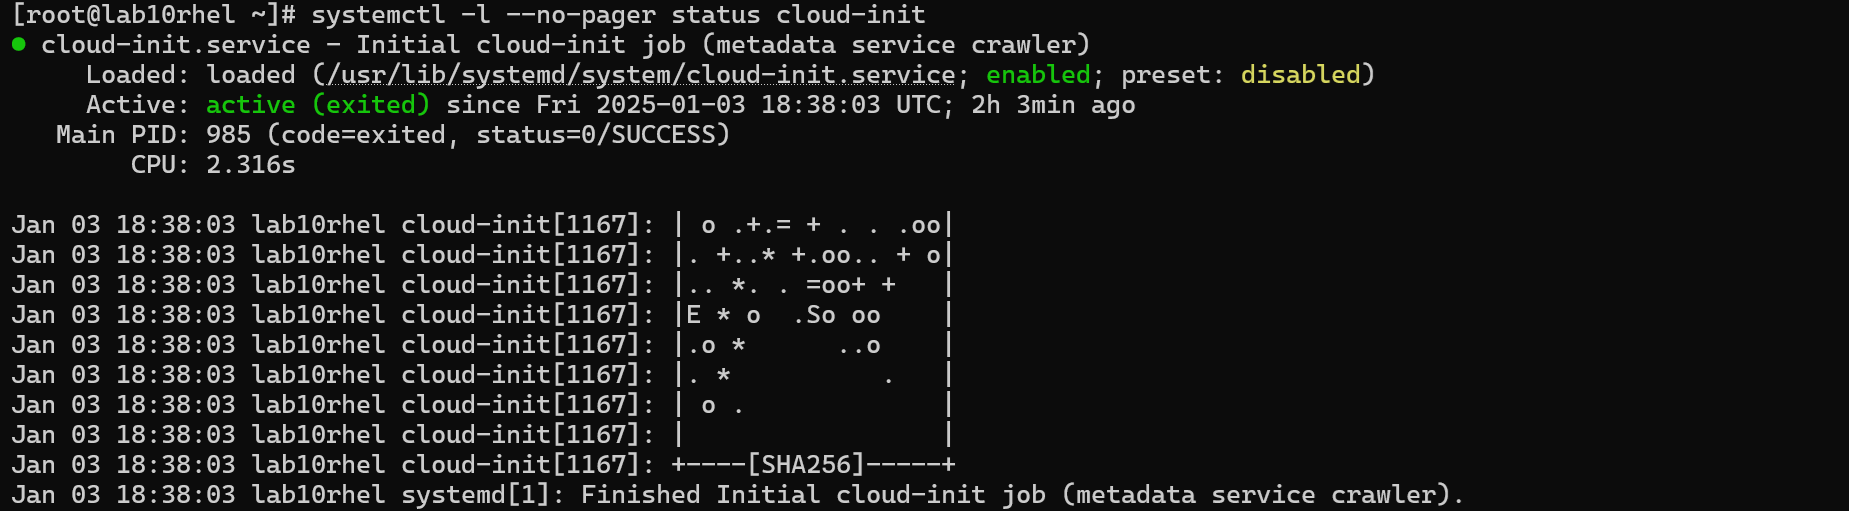 [root@lab10rhel ~]# systemctl -l --no-pager status cloud-init
● cloud-init.service - Initial cloud-init job (metadata service crawler)
     Loaded: loaded (/usr/lib/systemd/system/cloud-init.service; enabled; preset: disabled)
     Active: active (exited) since Fri 2025-01-03 18:38:03 UTC; 2h 3min ago
   Main PID: 985 (code=exited, status=0/SUCCESS)
        CPU: 2.316s

Jan 03 18:38:03 lab10rhel cloud-init[1167]: | o .+.= + . . .oo|
Jan 03 18:38:03 lab10rhel cloud-init[1167]: |. +..* +.oo.. + o|
Jan 03 18:38:03 lab10rhel cloud-init[1167]: |.. *. . =oo+ +   |
Jan 03 18:38:03 lab10rhel cloud-init[1167]: |E * o  .So oo    |
Jan 03 18:38:03 lab10rhel cloud-init[1167]: |.o *      ..o    |
Jan 03 18:38:03 lab10rhel cloud-init[1167]: |. *          .   |
Jan 03 18:38:03 lab10rhel cloud-init[1167]: | o .             |
Jan 03 18:38:03 lab10rhel cloud-init[1167]: |                 |
Jan 03 18:38:03 lab10rhel cloud-init[1167]: +----[SHA256]-----+
Jan 03 18:38:03 lab10rhel systemd[1]: Finished Initial cloud-init job (metadata service crawler).